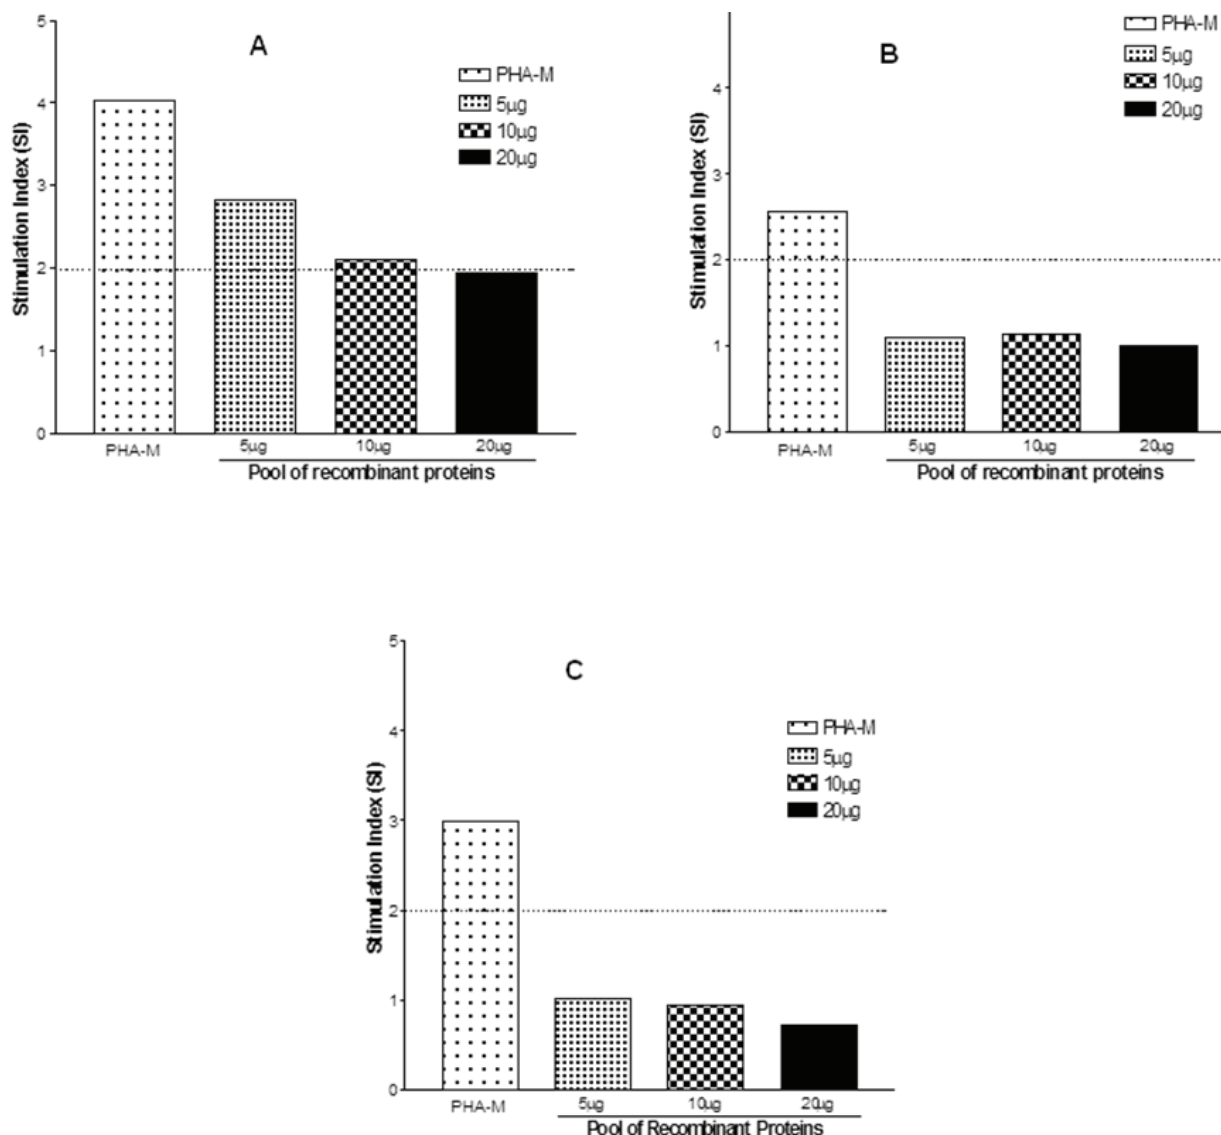 A
Stimulation Index (SI)
5
4
3
2
1
0
PHA-M
5µg
10µg
20µg
PHA-M
5µg
10µg
20µg
Pool of recombinant proteins
B
Stimulation Index (SI)
4
3
2
1
0
PHA-M
5µg
10µg
20µg
PHA-M
5µg
10µg
20µg
Pool of recombinant proteins
C
Stimulation Index (SI)
5
4
3
2
1
0
PHA-M
5µg
10µg
20µg
PHA-M
5µg
10µg
20µg
Pool of Recombinant Proteins